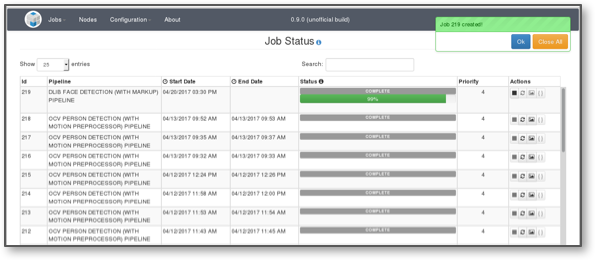 Jobs Nodes Configuration About 0.9.0 (unofficial build)
Job 219 created!
Ok Close All
Job Status
Show 25 entries Search:
Id Pipeline Start Date End Date Status Priority Actions
219 DLIB FACE DETECTION (WITH MARKUP) PIPELINE 04/20/2017 03:30 PM COMPLETE 99% 4
218 OCV PERSON DETECTION (WITH MOTION PREPROCESSOR) PIPELINE 04/13/2017 09:52 AM 04/13/2017 09:53 AM COMPLETE 4
217 OCV PERSON DETECTION (WITH MOTION PREPROCESSOR) PIPELINE 04/13/2017 09:35 AM 04/13/2017 09:37 AM COMPLETE 4
216 OCV PERSON DETECTION (WITH MOTION PREPROCESSOR) PIPELINE 04/13/2017 09:32 AM 04/13/2017 09:33 AM COMPLETE 4
215 OCV PERSON DETECTION (WITH MOTION PREPROCESSOR) PIPELINE 04/12/2017 12:24 PM 04/12/2017 12:26 PM COMPLETE 4
214 OCV PERSON DETECTION (WITH MOTION PREPROCESSOR) PIPELINE 04/12/2017 11:58 AM 04/12/2017 12:00 PM COMPLETE 4
213 OCV PERSON DETECTION (WITH MOTION PREPROCESSOR) PIPELINE 04/12/2017 11:53 AM 04/12/2017 11:54 AM COMPLETE 4
212 OCV PERSON DETECTION (WITH MOTION PREPROCESSOR) PIPELINE 04/12/2017 11:43 AM 04/12/2017 11:45 AM COMPLETE 4